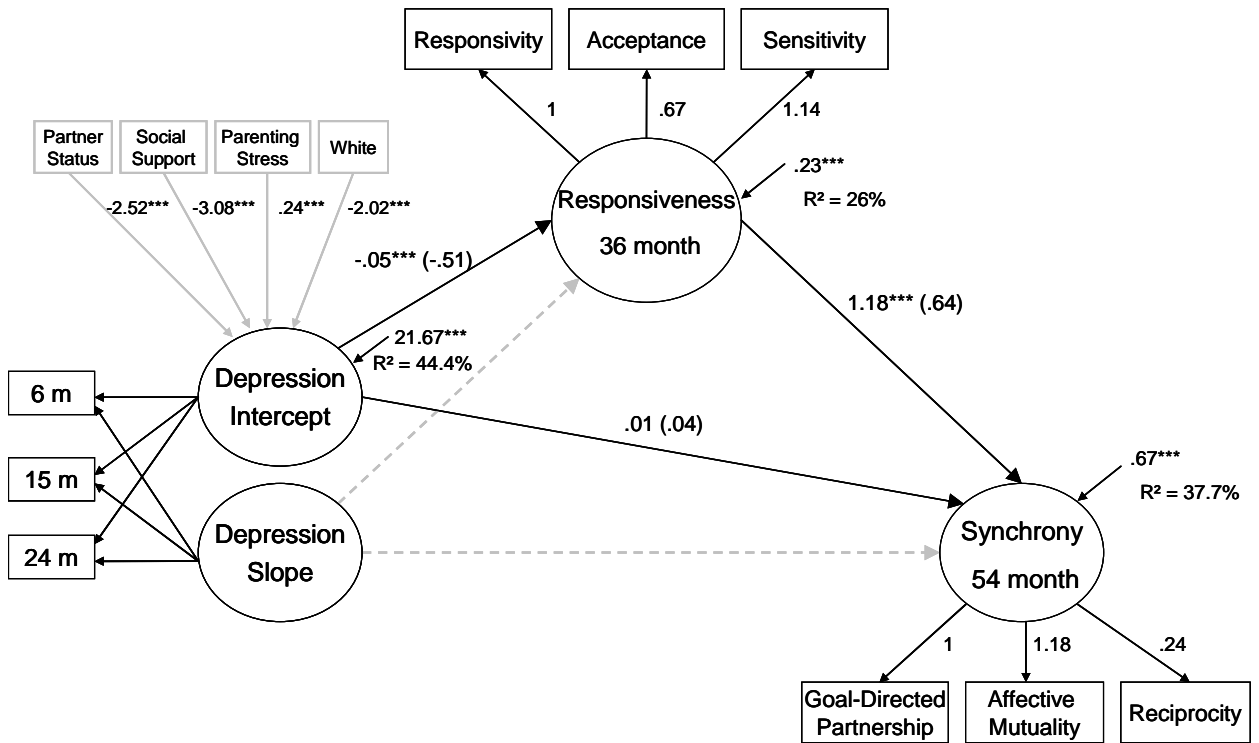 Responsivity
Acceptance
Sensitivity
1
.67
1.14
Partner
Status
Social
Support
Parenting
Stress
White
-2.52***
-3.08***
.24***
-2.02***
Responsiveness
36 month
.23***
R² = 26%
-.05*** (-.51)
1.18*** (.64)
21.67***
R² = 44.4%
Depression
Intercept
6 m
15 m
24 m
.01 (.04)
Depression
Slope
.67***
R² = 37.7%
Synchrony
54 month
1
1.18
.24
Goal-Directed
Partnership
Affective
Mutuality
Reciprocity